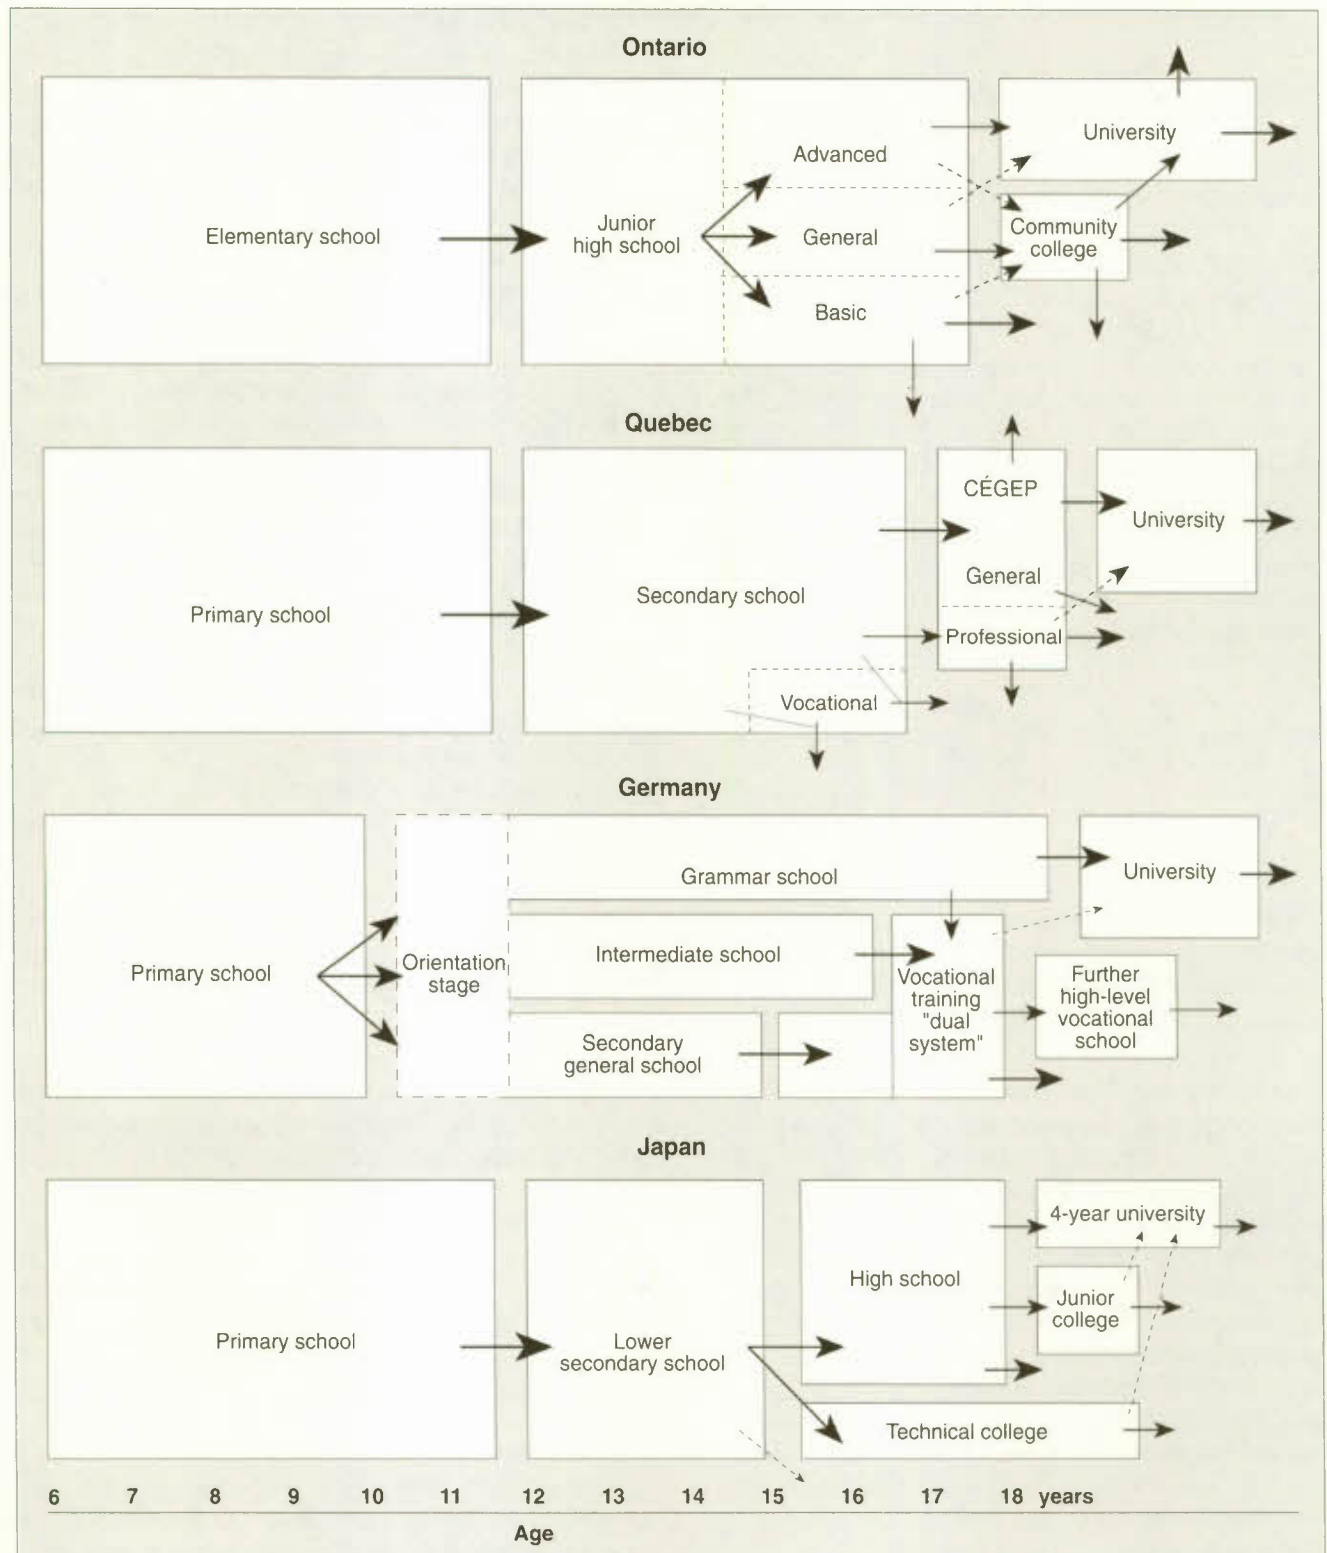 Ontario
Elementary school
Junior
high school
Advanced
General
Basic
University
Community
college
Quebec
Primary school
Secondary school
Vocational
CÉGEP
General
Professional
University
Germany
Primary school
Orientation
stage
Grammar school
Intermediate school
Secondary
general school
Vocational
training
"dual
system"
University
Further
high-level
vocational
school
Japan
Primary school
Lower
secondary school
High school
Technical college
4-year university
Junior
college
6 7 8 9 10 11 12 13 14 15 16 17 18 years
Age